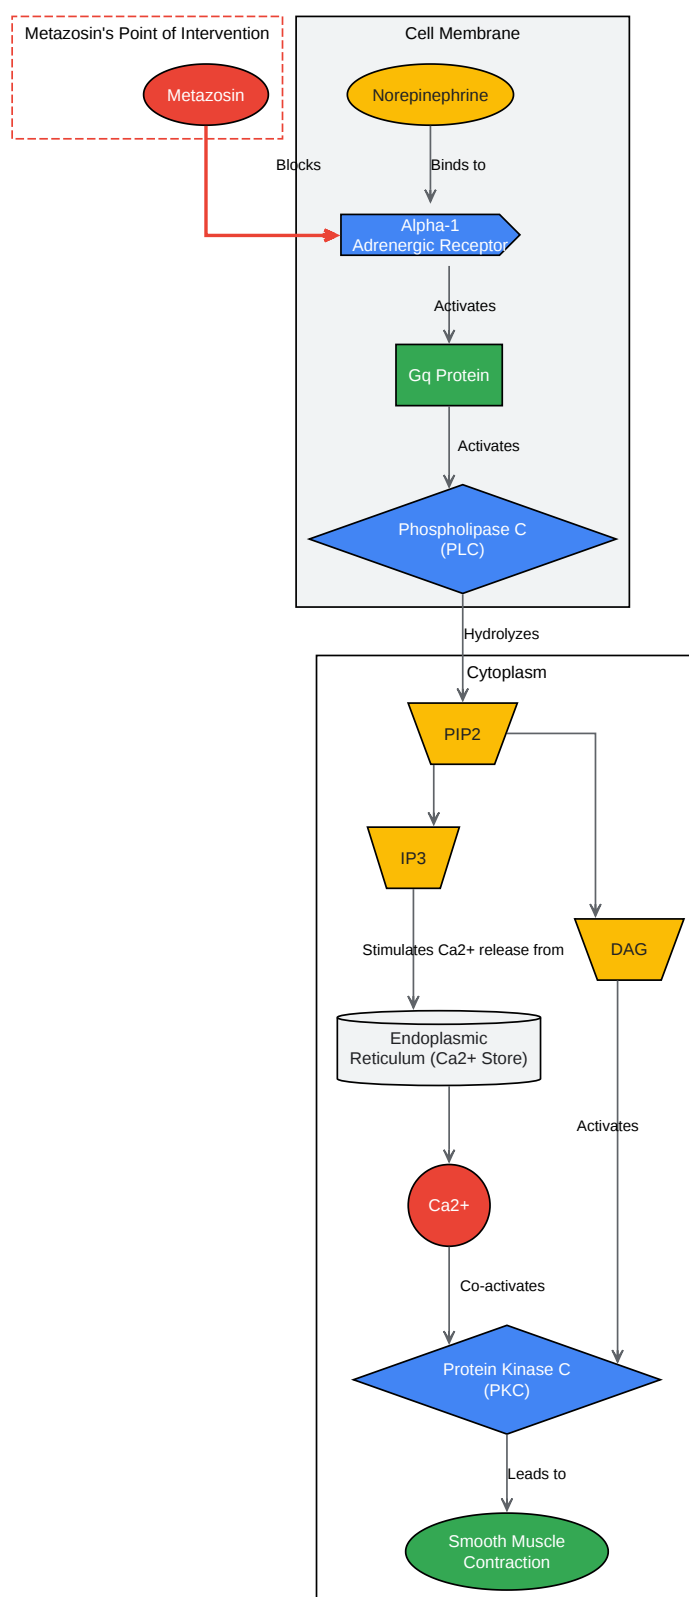 Metazosin's Point of Intervention
Cell Membrane
Metazosin
Norepinephrine
Blocks
Binds to
Alpha-1
Adrenergic Receptor
Activates
Gq Protein
Activates
Phospholipase C
(PLC)
Hydrolyzes
Cytoplasm
PIP2
IP3
DAG
Stimulates Ca2+ release from
Endoplasmic
Reticulum (Ca2+ Store)
Activates
Ca2+
Co-activates
Protein Kinase C
(PKC)
Leads to
Smooth Muscle
Contraction